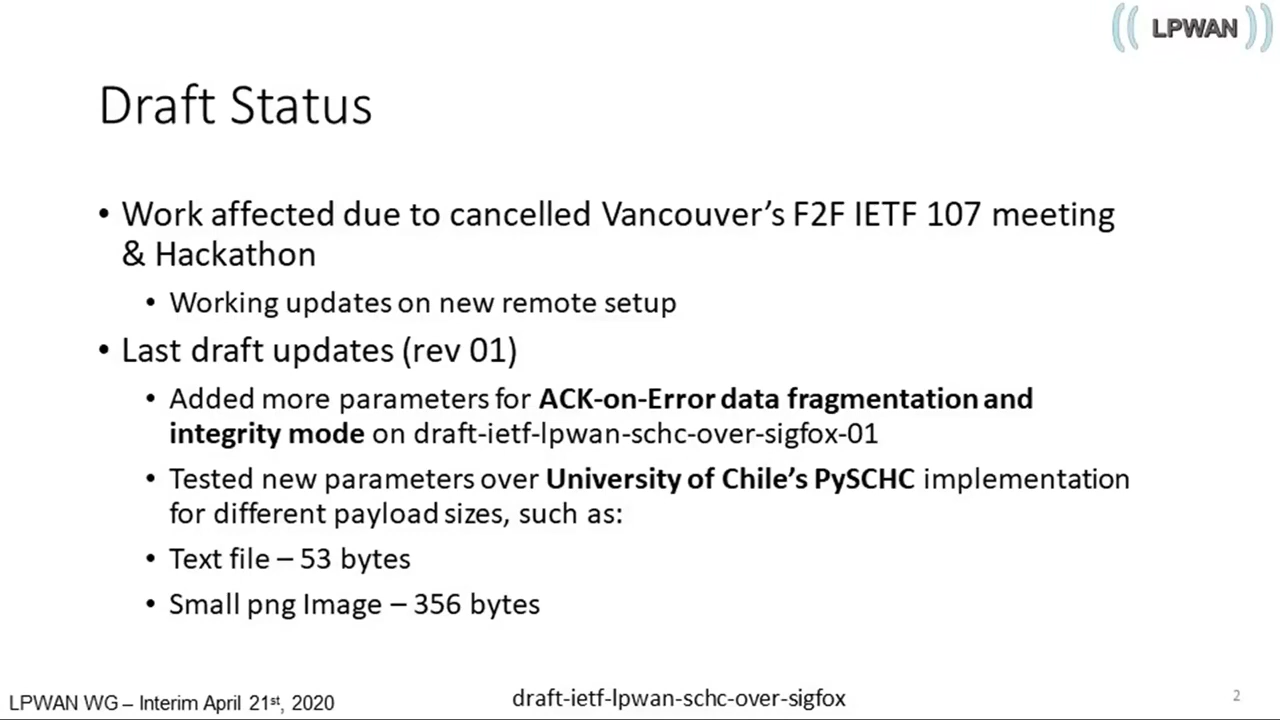 LPWAN
Draft Status
• Work affected due to cancelled Vancouver’s F2F IETF 107 meeting
& Hackathon
• Working updates on new remote setup
• Last draft updates (rev 01)
• Added more parameters for ACK-on-Error data fragmentation and
integrity mode on draft-ietf-lpwan-schc-over-sigfox-01
• Tested new parameters over University of Chile’s PySCHC implementation
for different payload sizes, such as:
• Text file – 53 bytes
• Small png Image – 356 bytes
LPWAN WG – Interim April 21st, 2020
draft-ietf-lpwan-schc-over-sigfox
2